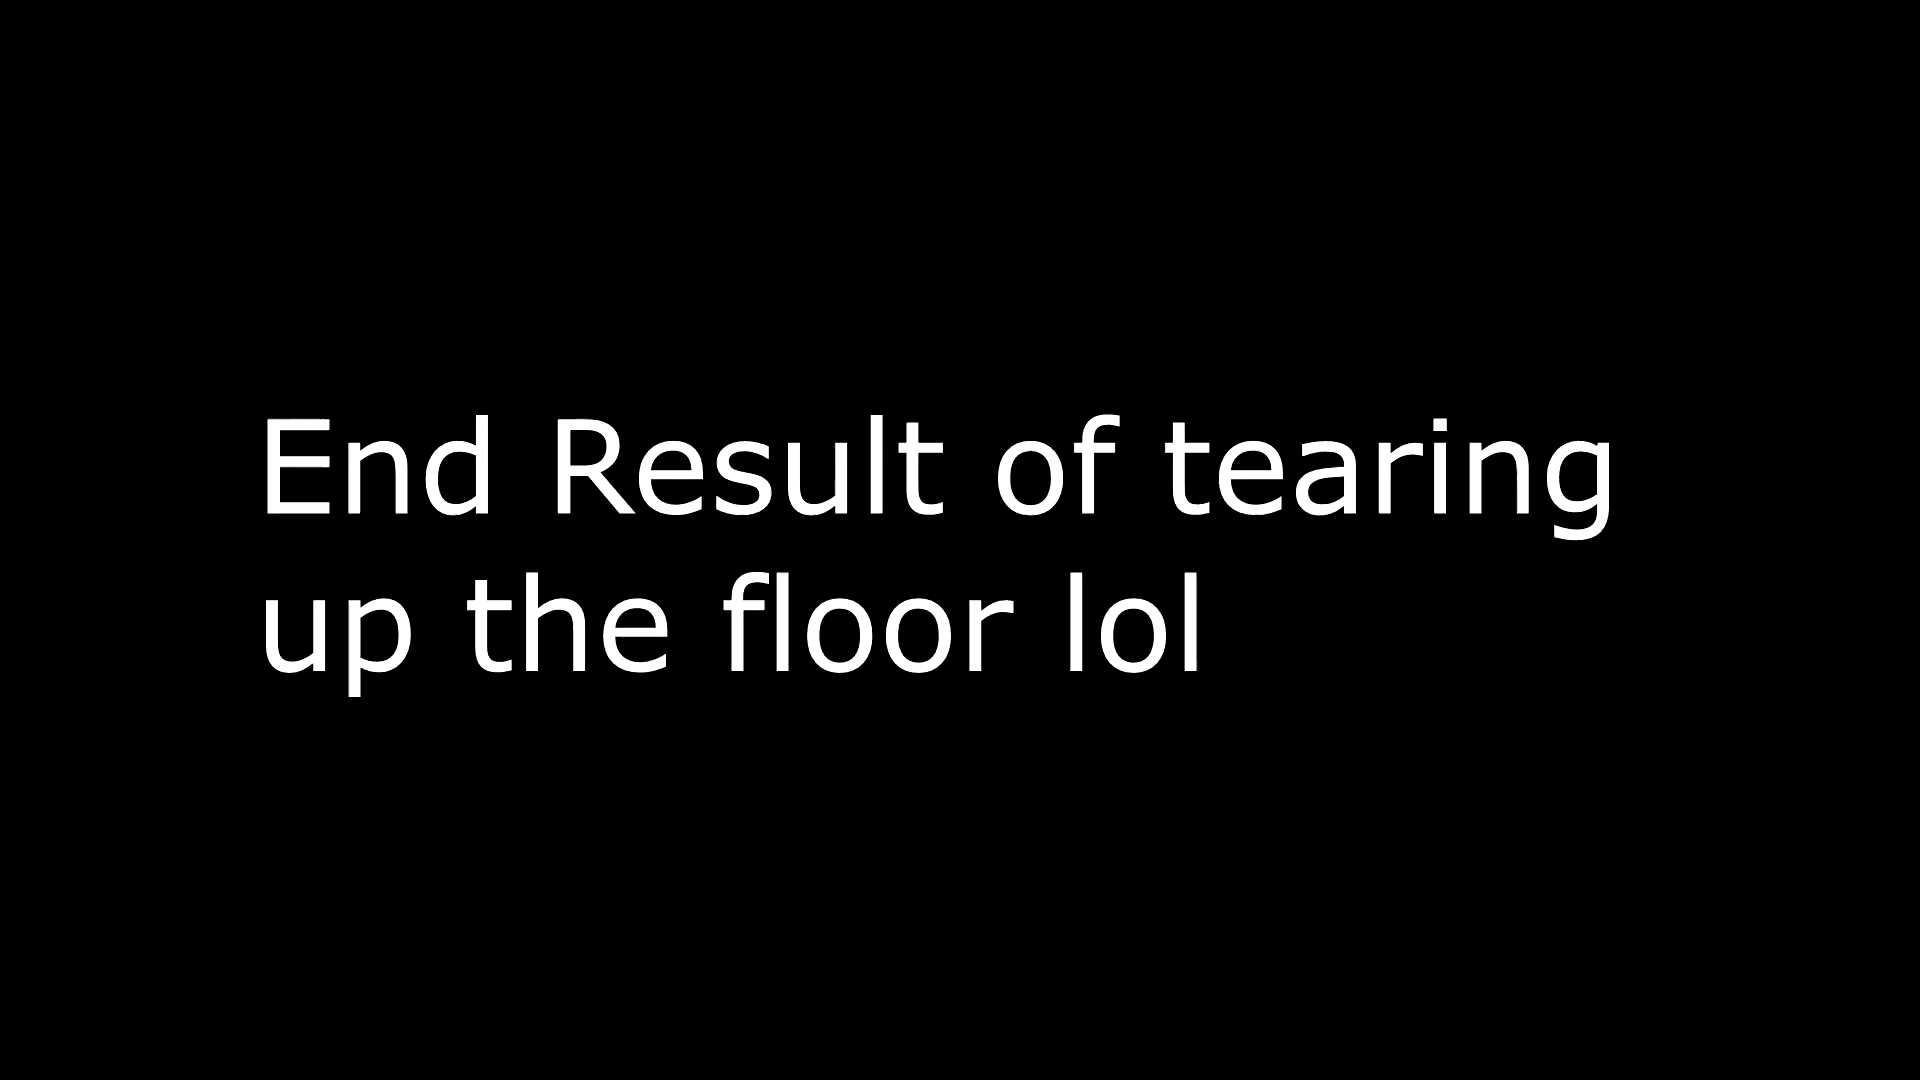 End Result of tearing
up the floor lol